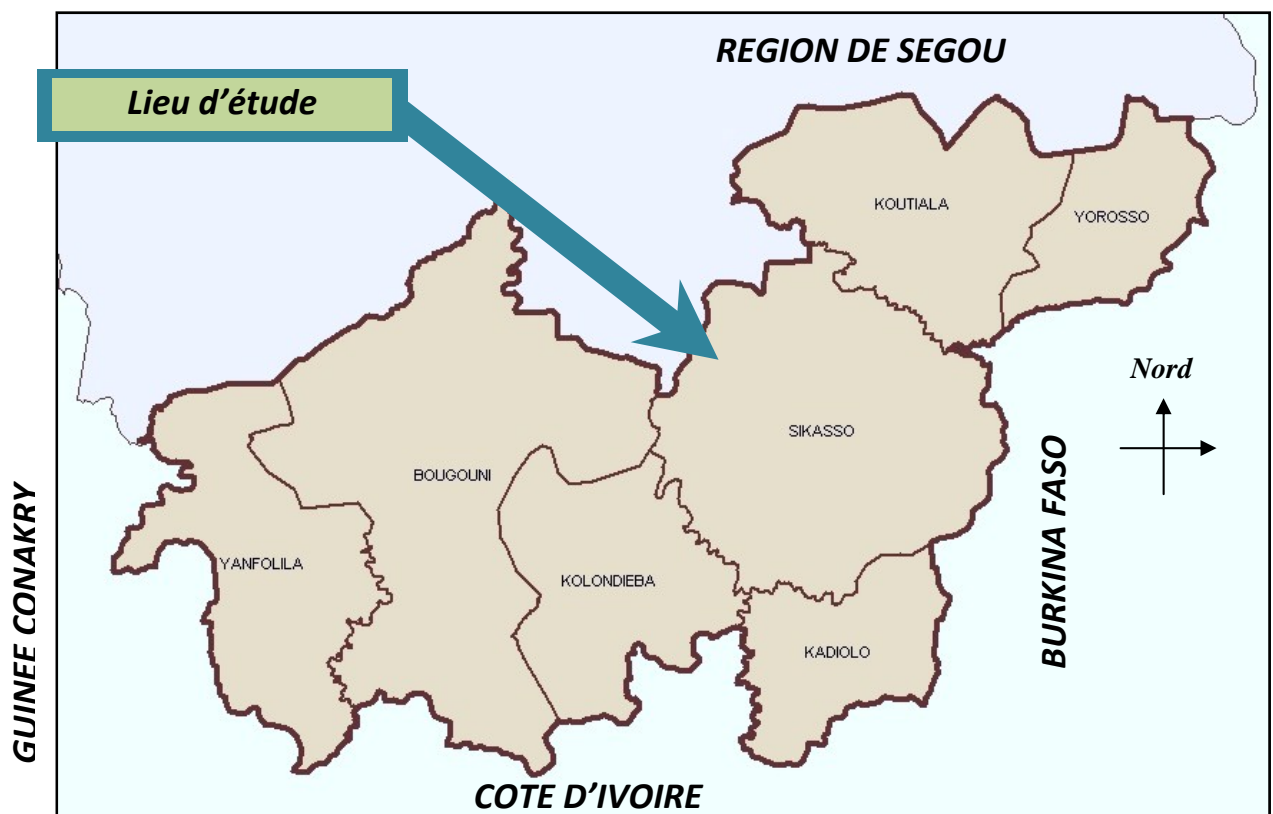 REGION DE SEGOU
Lieu d'étude
KOUTIALA
YOROSSO
Nord
SIKASSO
BOUGOUNI
YANFOLILA
KOLONDIEBA
KADIOLO
BURKINA FASO
GUINEE CONAKRY
COTE D'IVOIRE